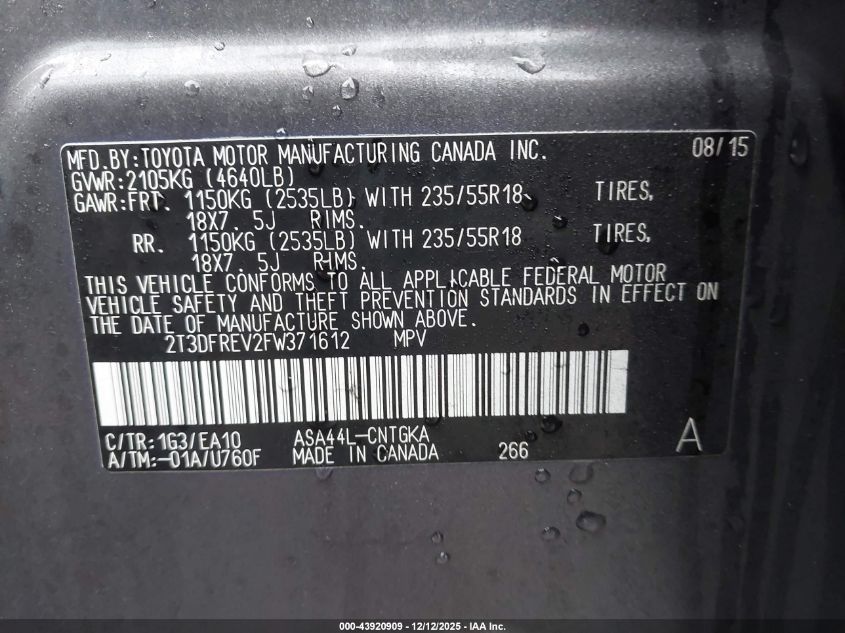 MFD.BY:TOYOTA MOTOR MANUFACTURING CANADA INC. 08/15
GVWR:2105KG (4640LB)
GAWR:FRT. 1150KG (2535LB) WITH 235/55R18 TIRES,
18X7.5J RIMS.
RR. 1150KG (2535LB) WITH 235/55R18 TIRES,
18X7.5J RIMS.
THIS VEHICLE CONFORMS TO ALL APPLICABLE FEDERAL MOTOR
VEHICLE SAFETY AND THEFT PREVENTION STANDARDS IN EFFECT ON
THE DATE OF MANUFACTURE SHOWN ABOVE.
2T3DFREV2FW371612 MPV
C/TR:1G3/EA10 ASA44L-CNTGKA A
A/TM:-01A/U760F MADE IN CANADA 266
000-43920909 - 12/12/2025 - IAA Inc.